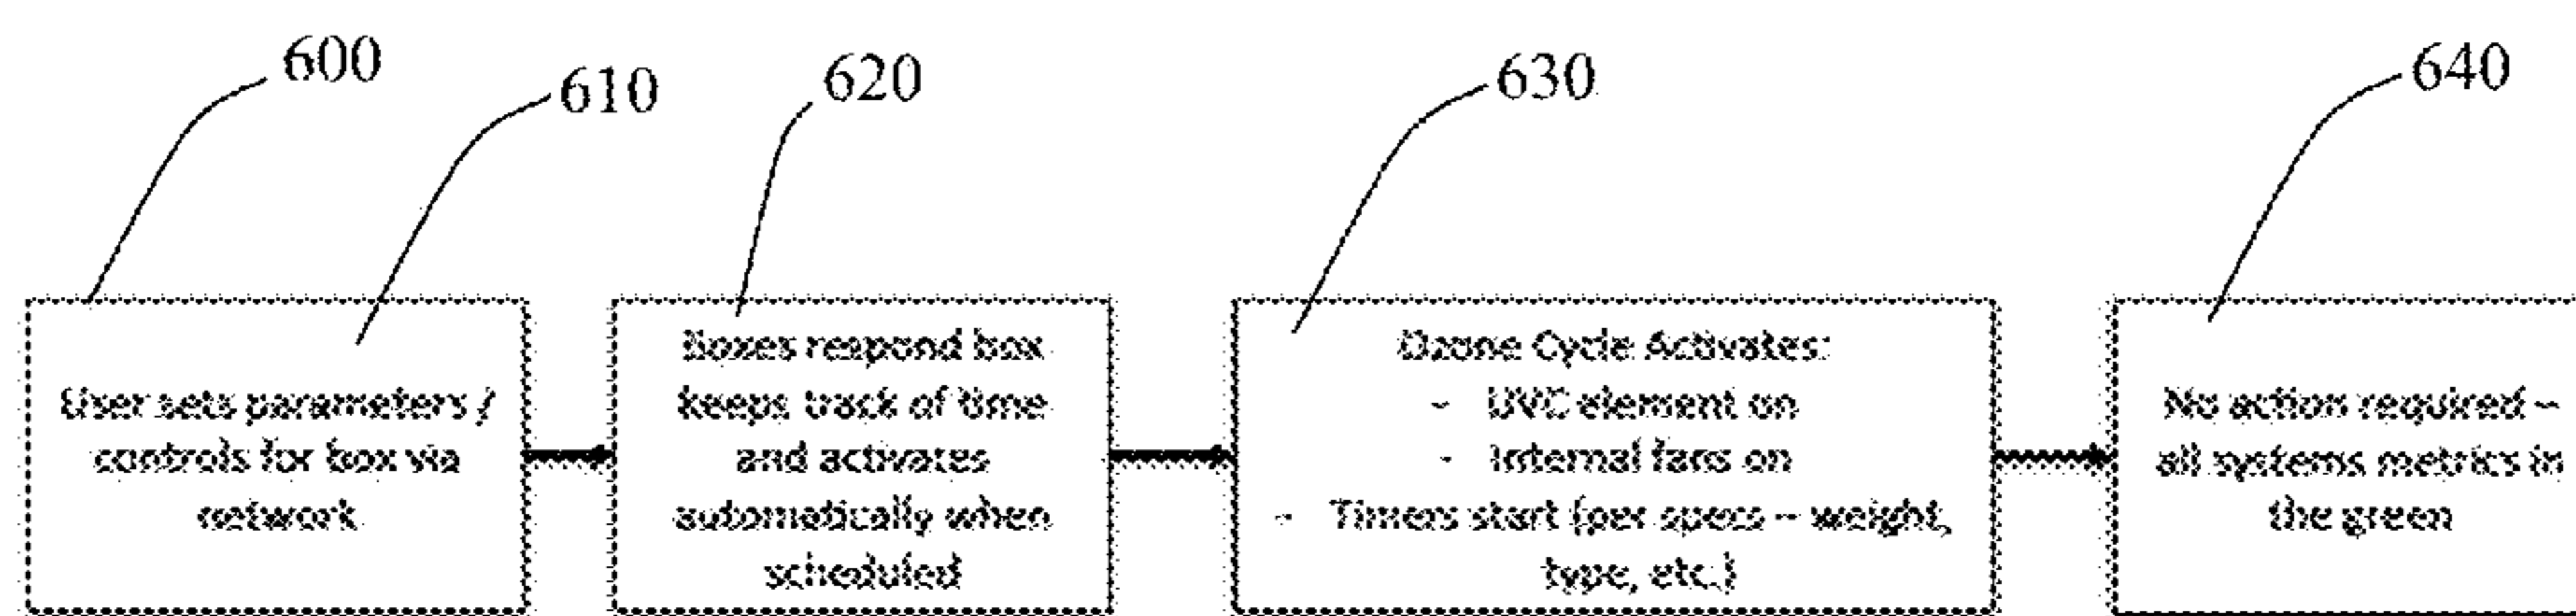 600
610
620
630
640
User sets parameters /
controls for box via
network
Boxes respond box
keeps track of time
and activates
automatically when
scheduled
Ozone Cycle Activates:
- UVC element on
- Internal fans on
- Timers start (per specs – weight,
type, etc.)
No action required –
all systems metrics in
the green